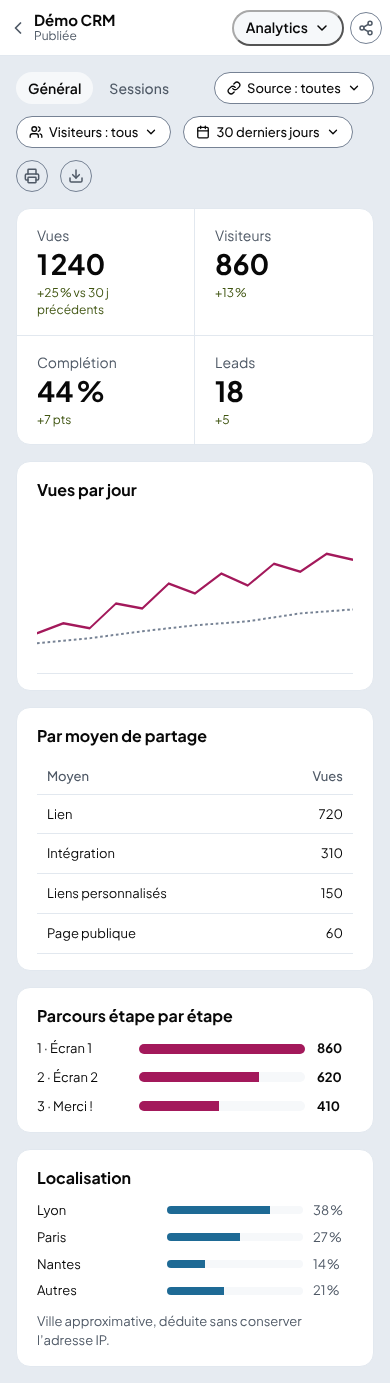 Démo CRM
Publiée
Analytics
Général
Sessions
Source : toutes
Visiteurs : tous
30 derniers jours
Vues
1 240
+25 % vs 30 j
précédents
Visiteurs
860
+13 %
Complétion
44 %
+7 pts
Leads
18
+5
Vues par jour
Par moyen de partage
Moyen Vues
Lien 720
Intégration 310
Liens personnalisés 150
Page publique 60
Parcours étape par étape
1 · Écran 1 860
2 · Écran 2 620
3 · Merci ! 410
Localisation
Lyon 38 %
Paris 27 %
Nantes 14 %
Autres 21 %
Ville approximative, déduite sans conserver
l’adresse IP.